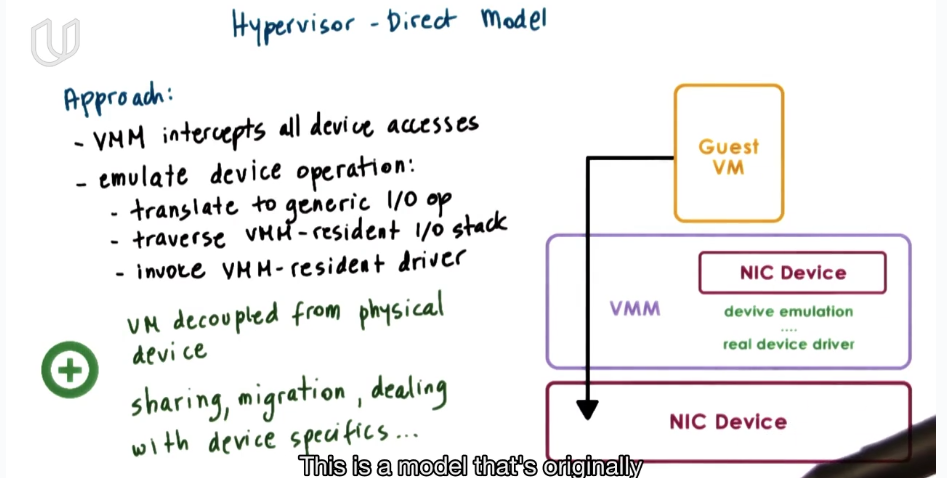 Hypervisor - Direct Model
Approach:
- VMM intercepts all device accesses
- emulate device operation:
- translate to generic I/O op
- traverse VMM-resident I/O stack
- invoke VMM-resident driver
VM decoupled from physical
device
sharing, migration, dealing
with device specifics...
Guest
VM
NIC Device
VMM
devive emulation
....
real device driver
NIC Device
This is a model that's originally